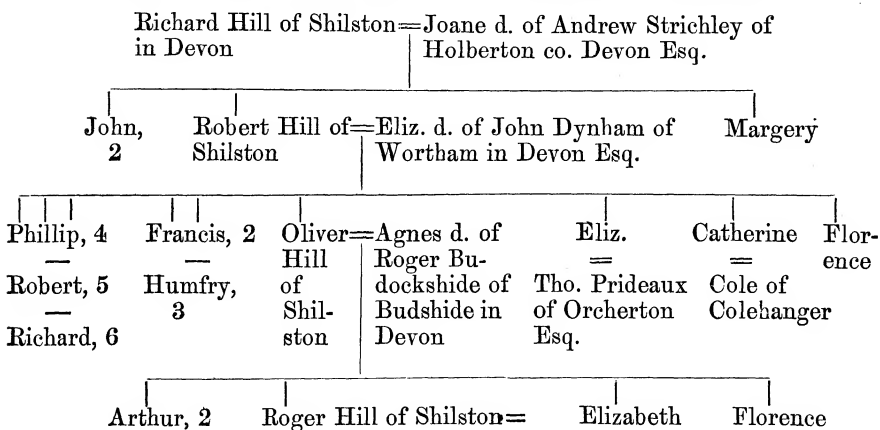 Richard Hill of Shilston=Joane d. of Andrew Strichley of
in Devon Holberton co. Devon Esq.
John, Robert Hill of=Eliz. d. of John Dynham of Margery
2 Shilston Wortham in Devon Esq.
Phillip, 4 Francis, 2 Oliver=Agnes d. of Eliz. Catherine Flor-
— — Hill Roger Bu- = = ence
Robert, 5 Humfry, of dockshide of Tho. Prideaux Cole of
— 3 Shil- Budshide in of Orcherton Colehanger
Richard, 6 ston Devon Esq.
Arthur, 2 Roger Hill of Shilston= Elizabeth Florence